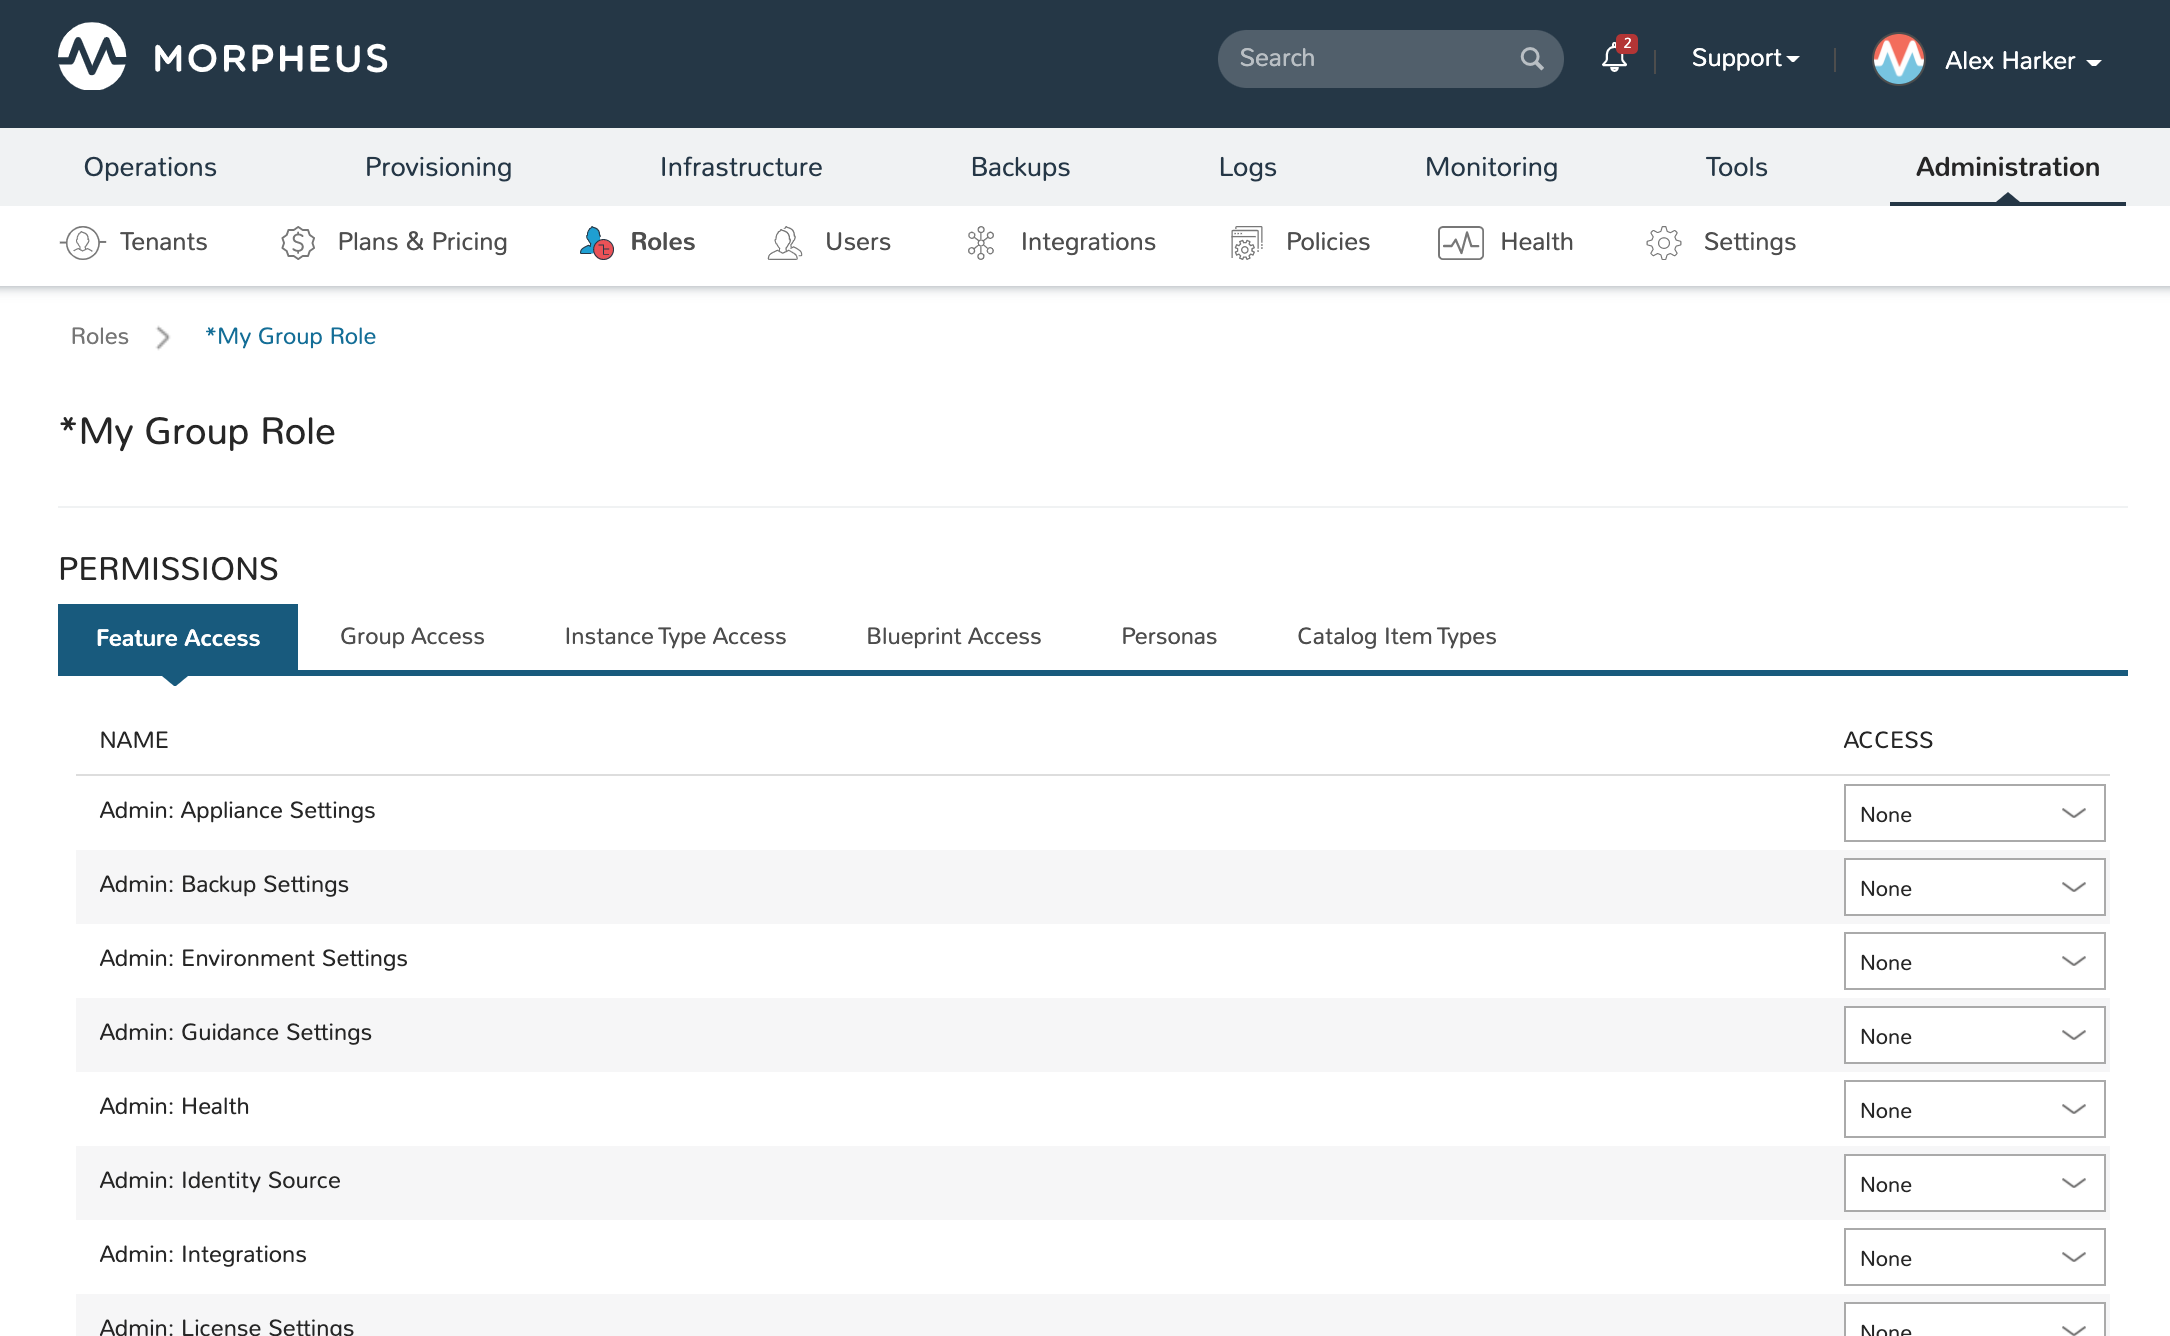 MORPHEUS
Search
2
Support
Alex Harker
Operations
Provisioning
Infrastructure
Backups
Logs
Monitoring
Tools
Administration
Tenants
Plans & Pricing
Roles
Users
Integrations
Policies
Health
Settings
Roles
*My Group Role
*My Group Role
PERMISSIONS
Feature Access
Group Access
Instance Type Access
Blueprint Access
Personas
Catalog Item Types
NAME
ACCESS
Admin: Appliance Settings
None
Admin: Backup Settings
None
Admin: Environment Settings
None
Admin: Guidance Settings
None
Admin: Health
None
Admin: Identity Source
None
Admin: Integrations
None
Admin: License Settings
None